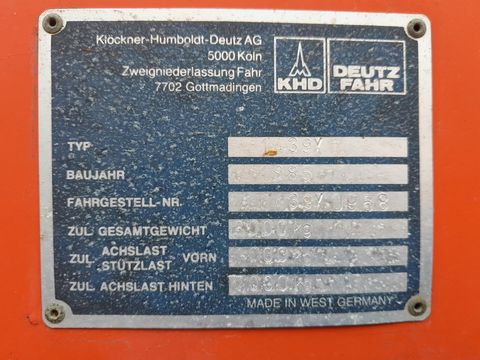 Klöckner-Humboldt-Deutz AG
5000 Köln
Zweigniederlassung Fahr
7702 Gottmadingen
KHD
DEUTZ
FAHR
TYP
BAUJAHR
FAHRGESTELL-NR.
ZUL. GESAMTGEWICHT
ZUL. ACHSLAST STÜTZLAST VORN
ZUL. ACHSLAST HINTEN
MADE IN WEST GERMANY